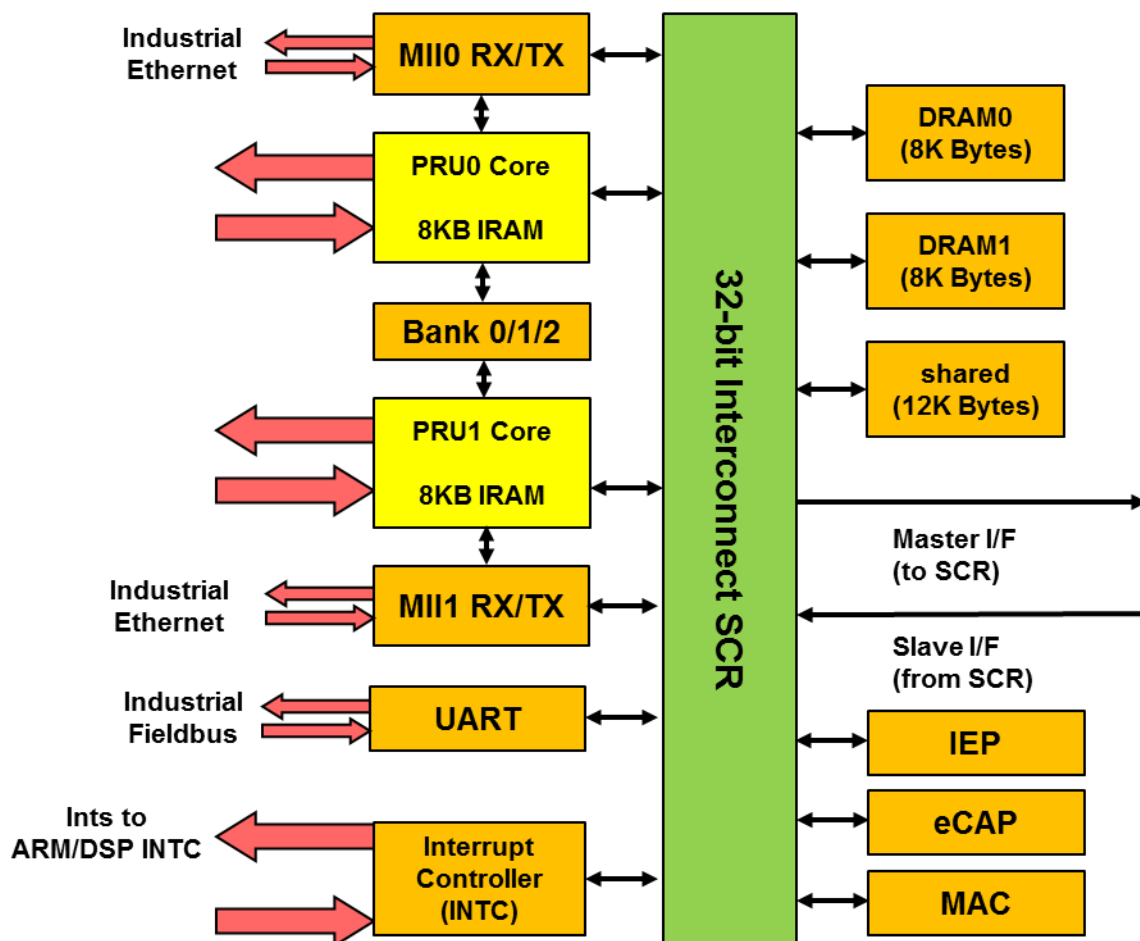 Industrial
Ethernet
MII0 RX/TX
PRU0 Core
8KB IRAM
Bank 0/1/2
PRU1 Core
8KB IRAM
Industrial
Ethernet
MII1 RX/TX
Industrial
Fieldbus
UART
Ints to
ARM/DSP INTC
Interrupt
Controller
(INTC)
32-bit Interconnect SCR
DRAM0
(8K Bytes)
DRAM1
(8K Bytes)
shared
(12K Bytes)
Master I/F
(to SCR)
Slave I/F
(from SCR)
IEP
eCAP
MAC